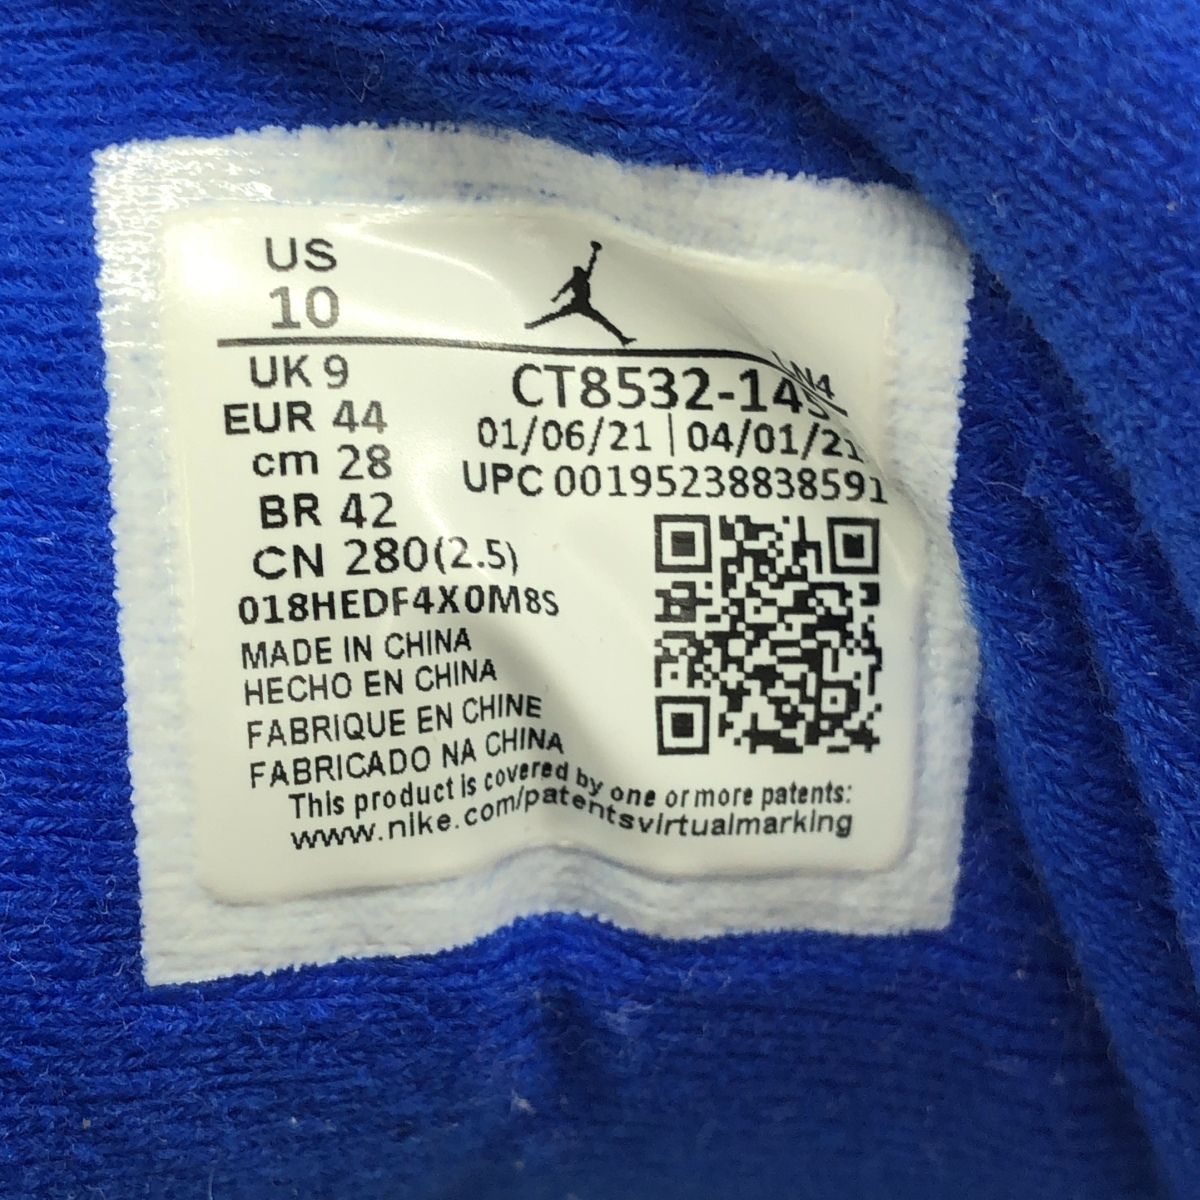 US
10
UK 9
EUR 44
cm 28
BR 42
CN 280(2.5)
018HEDF4X0M8S
MADE IN CHINA
HECHO EN CHINA
FABRIQUE EN CHINE
FABRICADO NA CHINA
01/06/21 | 04/01/21
UPC 00195238838591
This product is covered by one or more patents:
www.nike.com/patentsvirtualmarking